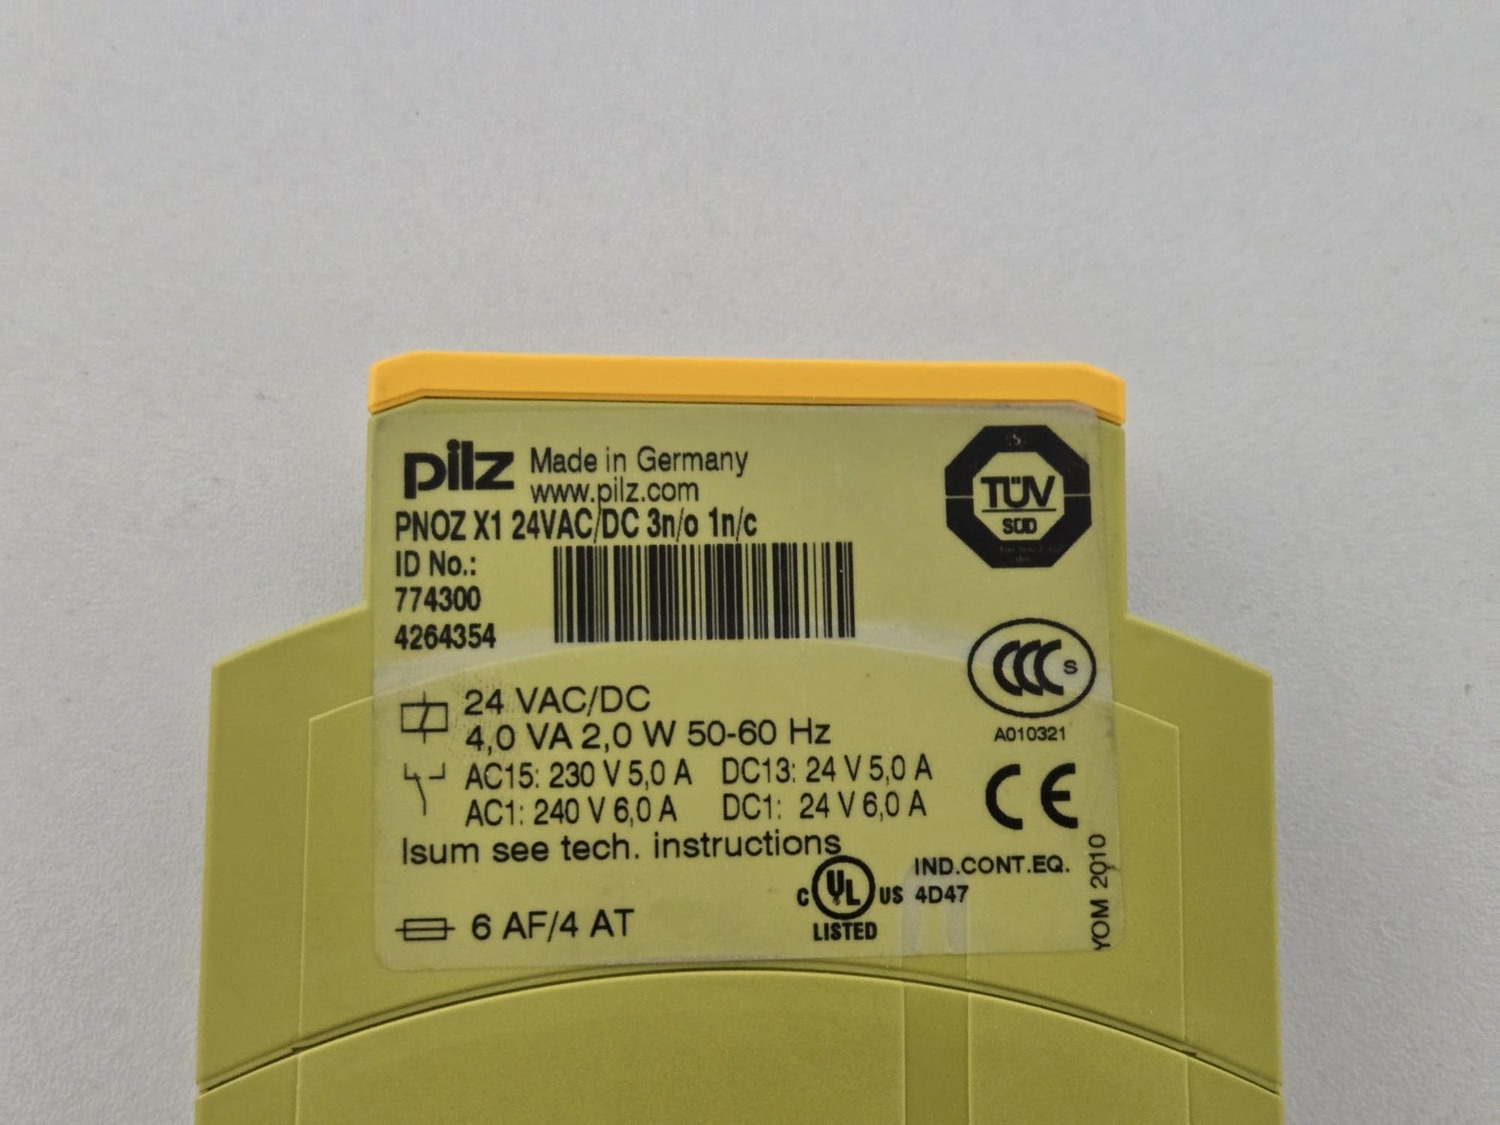 pilz Made in Germany
www.pilz.com
PNOZ X1 24VAC/DC 3n/o 1n/c
ID No.:
774300
4264354
TÜV
SÜD
CCC S
A010321
24 VAC/DC
4,0 VA 2,0 W 50-60 Hz
AC15: 230 V 5,0 A DC13: 24 V 5,0 A
AC1: 240 V 6,0 A DC1: 24 V 6,0 A
Isum see tech. instructions
CE
C UL US
LISTED
IND.CONT.EQ.
4D47
6 AF/4 AT
YOM 2010